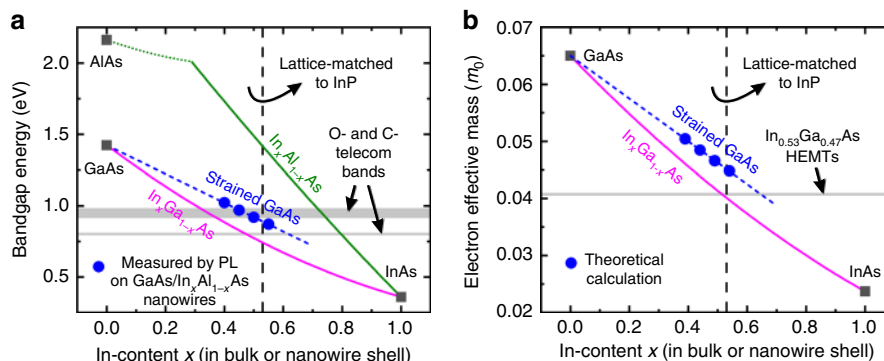 a
Bandgap energy (eV)
2.0
1.5
1.0
0.5
AlAs
GaAs
Lattice-matched
to InP
InₓAl₁₋ₓAs
O- and C-
telecom
bands
Strained GaAs
InₓGa₁₋ₓAs
Measured by PL
on GaAs/InₓAl₁₋ₓAs
nanowires
InAs
0.0 0.2 0.4 0.6 0.8 1.0
In-content x (in bulk or nanowire shell)
b
Electron effective mass (m₀)
0.07
0.06
0.05
0.04
0.03
0.02
GaAs
Lattice-matched
to InP
Strained GaAs
InₓGa₁₋ₓAs
In₀.₅₃Ga₀.₄₇As
HEMTs
Theoretical
calculation
InAs
0.0 0.2 0.4 0.6 0.8 1.0
In-content x (in bulk or nanowire shell)